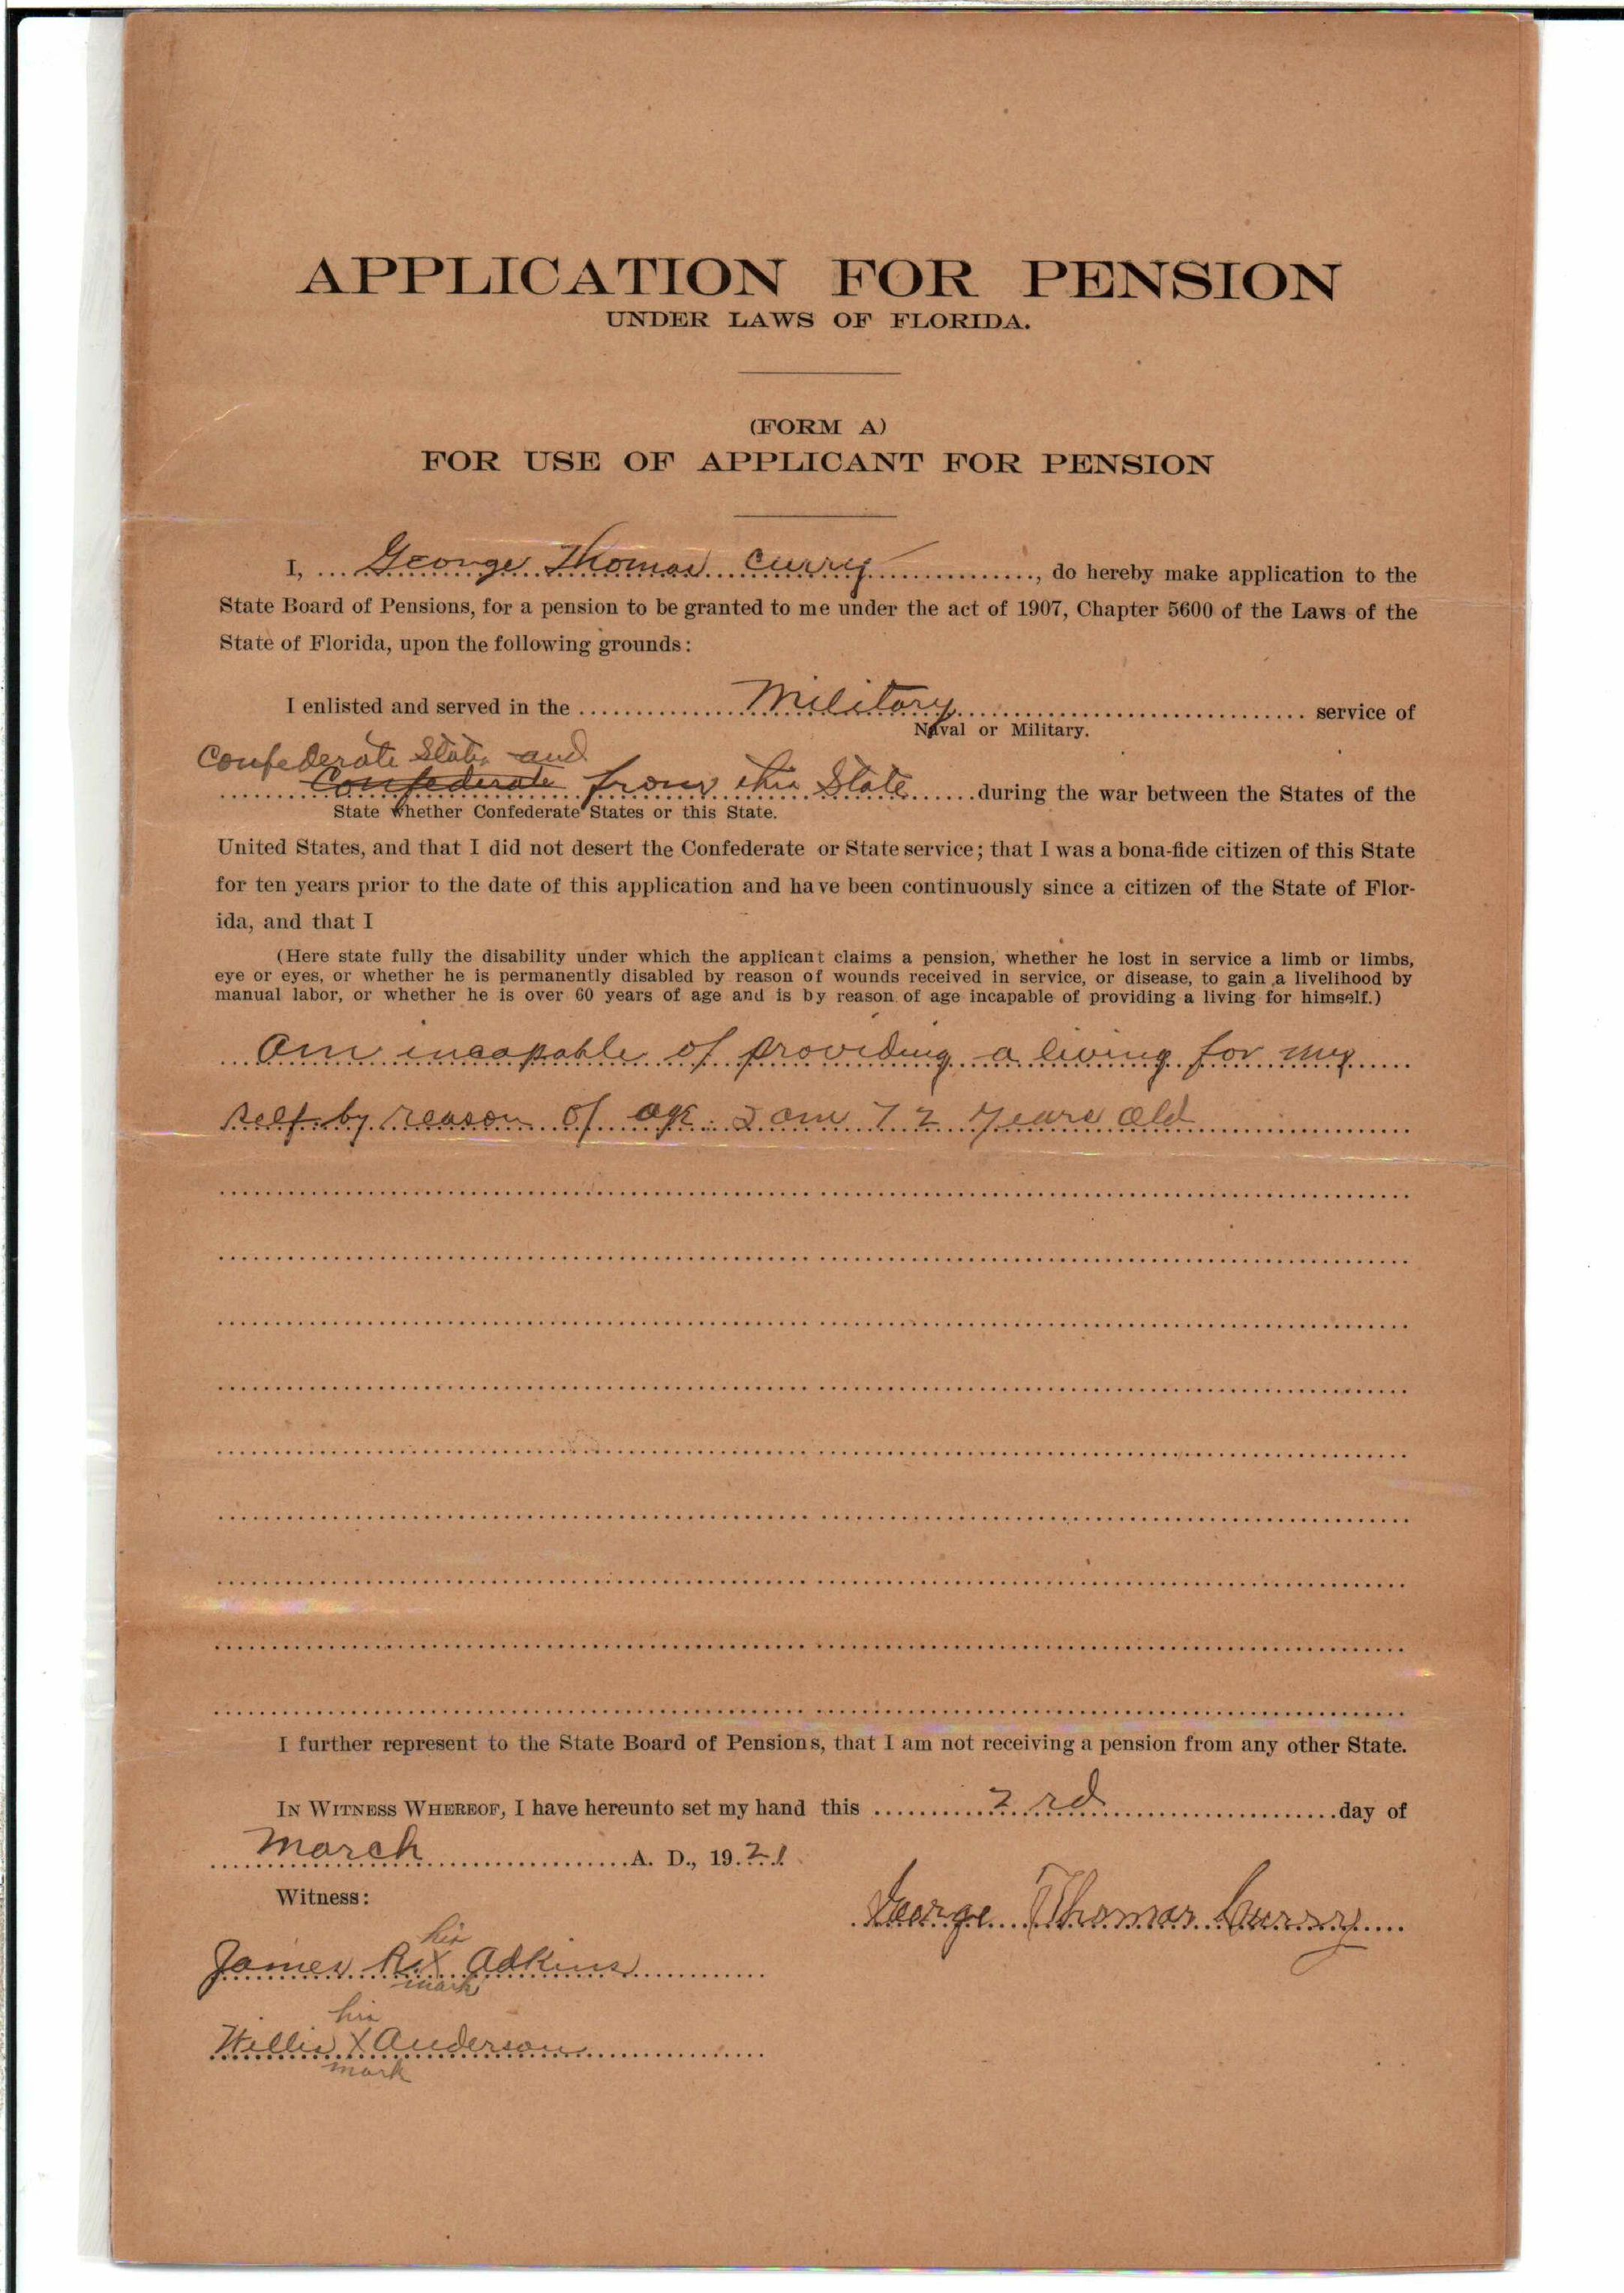 APPLICATION FOR PENSION
UNDER LAWS OF FLORIDA.
(FORM A)
FOR USE OF APPLICANT FOR PENSION
I, ... George Thomas Curry ..............., do hereby make application to the
State Board of Pensions, for a pension to be granted to me under the act of 1907, Chapter 5600 of the Laws of the
State of Florida, upon the following grounds:
I enlisted and served in the .............. Military .............................. service of
Naval or Military.
Confederate States and
....... Confederate from this State ...... during the war between the States of the
State whether Confederate States or this State.
United States, and that I did not desert the Confederate or State service; that I was a bona-fide citizen of this State
for ten years prior to the date of this application and have been continuously since a citizen of the State of Flor-
ida, and that I
(Here state fully the disability under which the applicant claims a pension, whether he lost in service a limb or limbs,
eye or eyes, or whether he is permanently disabled by reason of wounds received in service, or disease, to gain a livelihood by
manual labor, or whether he is over 60 years of age and is by reason of age incapable of providing a living for himself.)
Am incapable of providing a living for my
self by reason of age. I am 72 years old
I further represent to the State Board of Pensions, that I am not receiving a pension from any other State.
IN WITNESS WHEREOF, I have hereunto set my hand this .......... 2rd .................... day of
March .................... A. D., 1921
Witness:
George Thomas Curry
his
James R X Adkins
mark
his
Willis X Anderson
mark